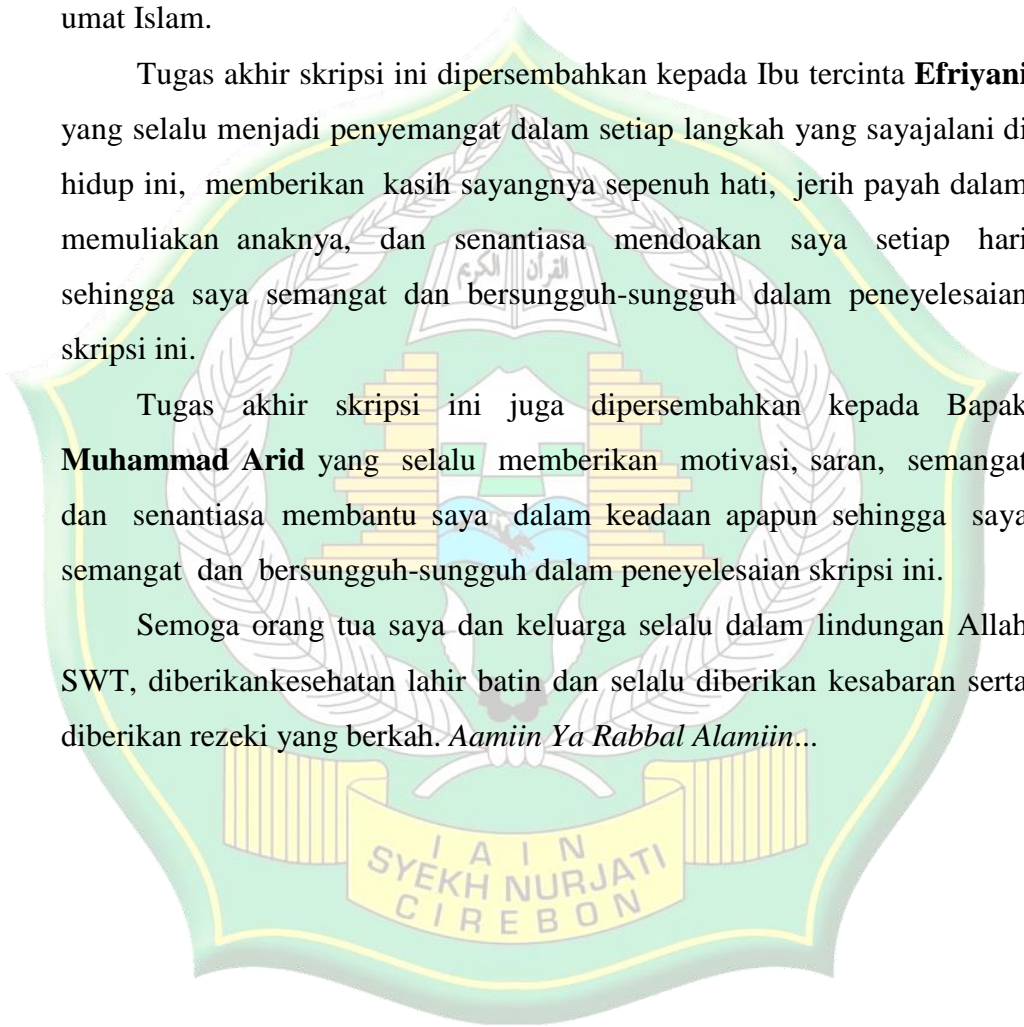 umat Islam.
Tugas akhir skripsi ini dipersembahkan kepada Ibu tercinta Efriyani
yang selalu menjadi penyemangat dalam setiap langkah yang sayajalani di
hidup ini, memberikan kasih sayangnya sepenuh hati, jerih payah dalam
memuliakan anaknya, dan senantiasa mendoakan saya setiap hari
sehingga saya semangat dan bersungguh-sungguh dalam peneyelesaian
skripsi ini.
Tugas akhir skripsi ini juga dipersembahkan kepada Bapak
Muhammad Arid yang selalu memberikan motivasi, saran, semangat
dan senantiasa membantu saya dalam keadaan apapun sehingga saya
semangat dan bersungguh-sungguh dalam peneyelesaian skripsi ini.
Semoga orang tua saya dan keluarga selalu dalam lindungan Allah
SWT, diberikankesehatan lahir batin dan selalu diberikan kesabaran serta
diberikan rezeki yang berkah. Aamiin Ya Rabbal Alamiin...
القرآن الكريم
IAIN
SYEKH NURJATI
CIREBON